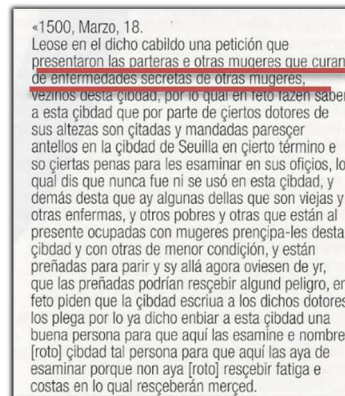 «1500, Marzo, 18.
Leose en el dicho cabildo una petición que
presentaron las parteras e otras mugeres que curan
de enfermedades secretas de otras mugeres,
vezinos desta çibdad, por lo qual en feto fazen saber
a esta çibdad que por parte de çiertos dotores de
sus altezas son çitadas y mandadas paresçer
antellos en la çibdad de Seuilla en çierto término e
so çiertas penas para les esaminar en sus ofiçios, lo
qual dis que nunca fue ni se usó en esta çibdad, y
demás desta que ay algunas dellas que son viejas y
otras enfermas, y otros pobres y otras que están al
presente ocupadas con mugeres prençipa-les desta
çibdad y con otras de menor condiçión, y están
preñadas para parir y sy allá agora oviesen de yr,
que las preñadas podrían resçebir algund peligro, en
feto piden que la çibdad escriua a los dichos dotores
los plega por lo ya dicho enbiar a esta çibdad una
buena persona para que aquí las esamine e nombre
[roto] çibdad tal persona para que aquí las aya de
esaminar porque non aya [roto] resçebir fatiga e
costas en lo qual resçeberán merçed.